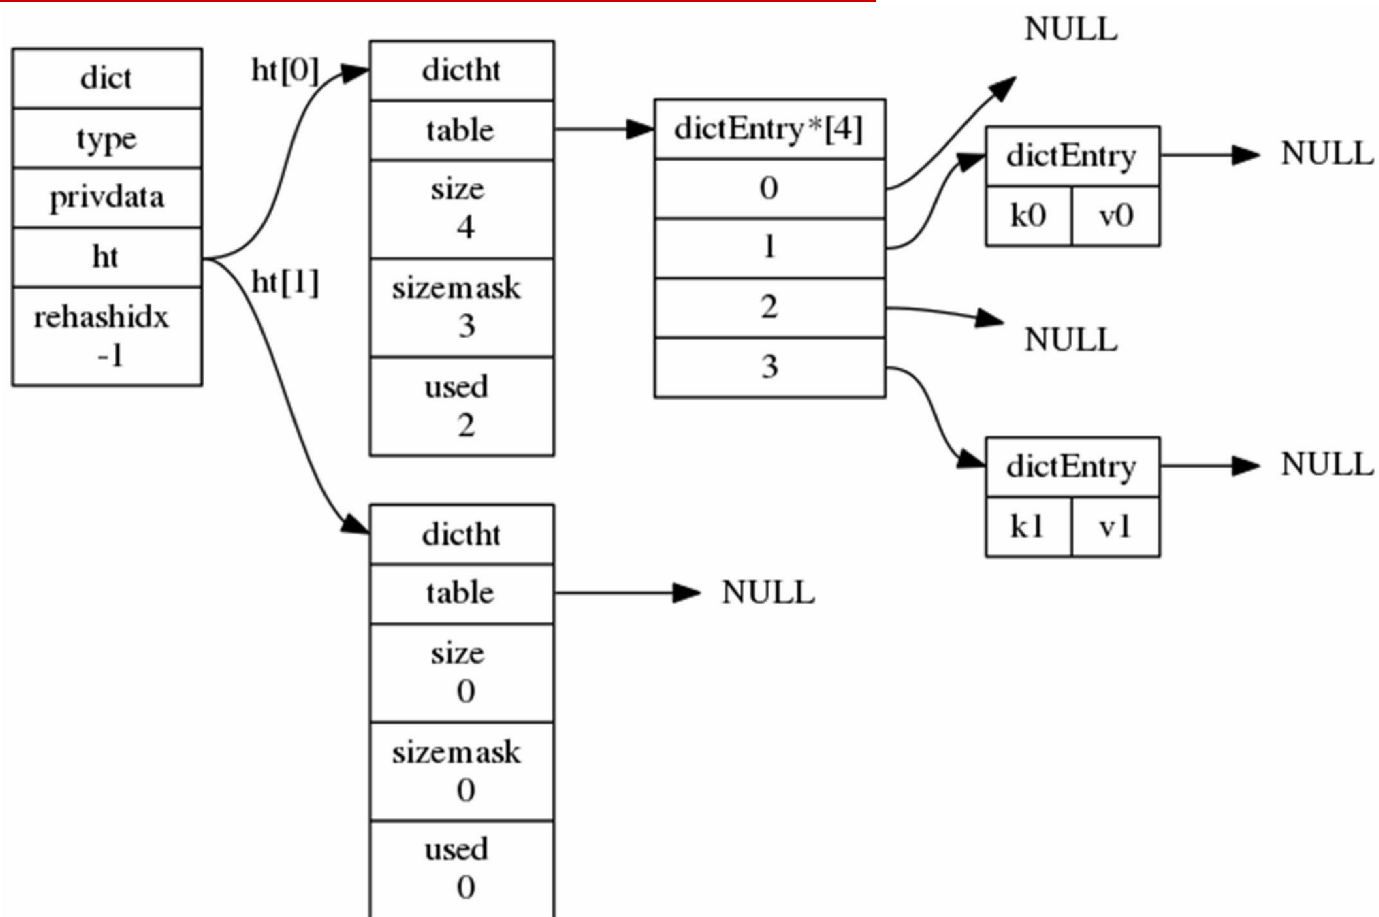 dict
type
privdata
ht
rehashidx
-1
ht[0]
ht[1]
dictht
table
size
4
sizemask
3
used
2
dictht
table
size
0
sizemask
0
used
0
NULL
dictEntry*[4]
0
1
2
3
NULL
dictEntry
k0 v0
NULL
NULL
dictEntry
k1 v1
NULL